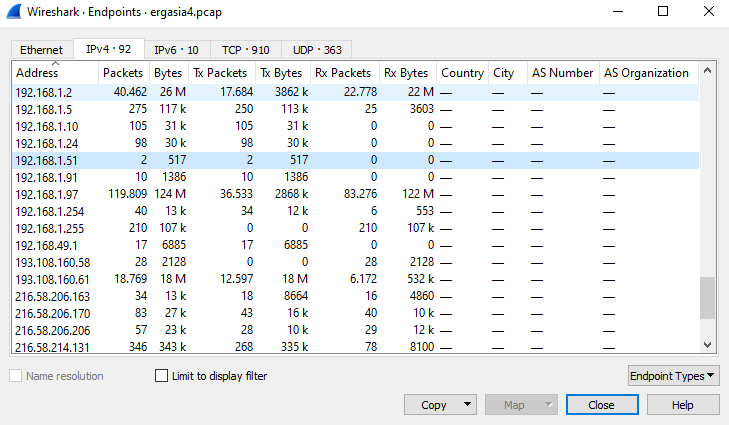 Wireshark · Endpoints · ergasia4.pcap
Ethernet IPv4 · 92 IPv6 · 10 TCP · 910 UDP · 363
Address Packets Bytes Tx Packets Tx Bytes Rx Packets Rx Bytes Country City AS Number AS Organization
192.168.1.2 40.462 26 M 17.684 3862 k 22.778 22 M — — — —
192.168.1.5 275 117 k 250 113 k 25 3603 — — — —
192.168.1.10 105 31 k 105 31 k 0 0 — — — —
192.168.1.24 98 30 k 98 30 k 0 0 — — — —
192.168.1.51 2 517 2 517 0 0 — — — —
192.168.1.91 10 1386 10 1386 0 0 — — — —
192.168.1.97 119.809 124 M 36.533 2868 k 83.276 122 M — — — —
192.168.1.254 40 13 k 34 12 k 6 553 — — — —
192.168.1.255 210 107 k 0 0 210 107 k — — — —
192.168.49.1 17 6885 17 6885 0 0 — — — —
193.108.160.58 28 2128 0 0 28 2128 — — — —
193.108.160.61 18.769 18 M 12.597 18 M 6.172 532 k — — — —
216.58.206.163 34 13 k 18 8664 16 4860 — — — —
216.58.206.170 83 27 k 43 16 k 40 10 k — — — —
216.58.206.206 57 23 k 28 10 k 29 12 k — — — —
216.58.214.131 346 343 k 268 335 k 78 8100 — — — —
Name resolution Limit to display filter Endpoint Types
Copy Map Close Help